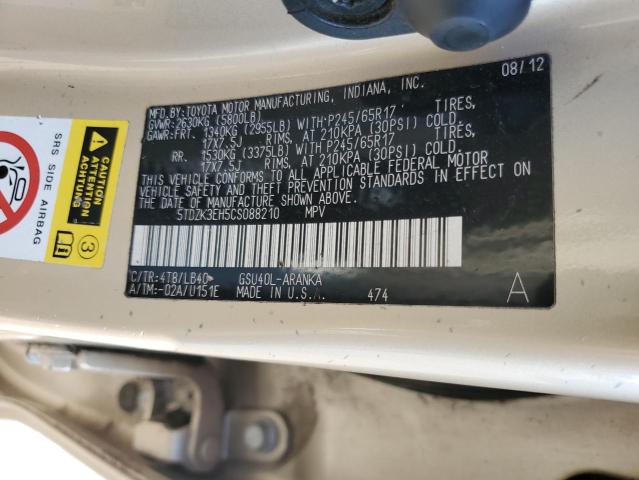 08/12
MFD.BY:TOYOTA MOTOR MANUFACTURING, INDIANA, INC.
GVWR:2630KG (5800LB)
GAWR:FRT. 1340KG (2955LB) WITH P245/65R17 TIRES,
17X7.5J RIMS, AT 210KPA (30PSI) COLD.
RR. 1530KG (3375LB) WITH P245/65R17 TIRES,
17X7.5J RIMS, AT 210KPA (30PSI) COLD.
THIS VEHICLE CONFORMS TO ALL APPLICABLE FEDERAL MOTOR
VEHICLE SAFETY AND THEFT PREVENTION STANDARDS IN EFFECT ON
THE DATE OF MANUFACTURE SHOWN ABOVE.
5TDZK3EH5CS088210 MPV
C/TR:4T8/LB40 GSU40L-ARANKA
A/TM:-02A/U151E MADE IN U.S.A. 474
A
SRS SIDE AIRBAG
CAUTION
ATTENTION
ACHTUNG
3